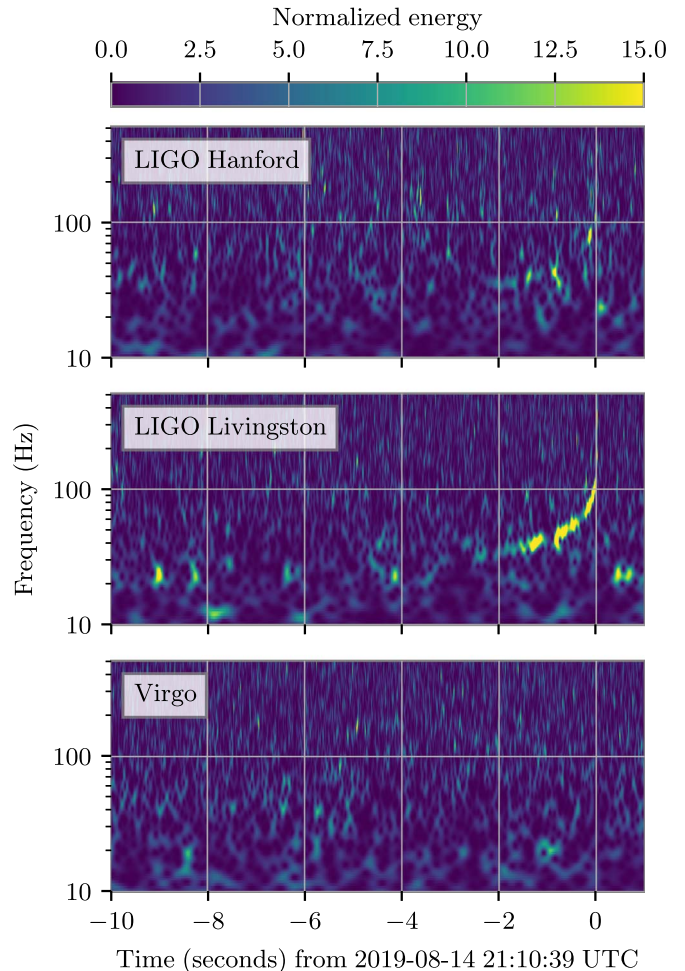 Normalized energy
0.0 2.5 5.0 7.5 10.0 12.5 15.0
LIGO Hanford
100
10
LIGO Livingston
100
10
Frequency (Hz)
Virgo
100
10
−10 −8 −6 −4 −2 0
Time (seconds) from 2019-08-14 21:10:39 UTC